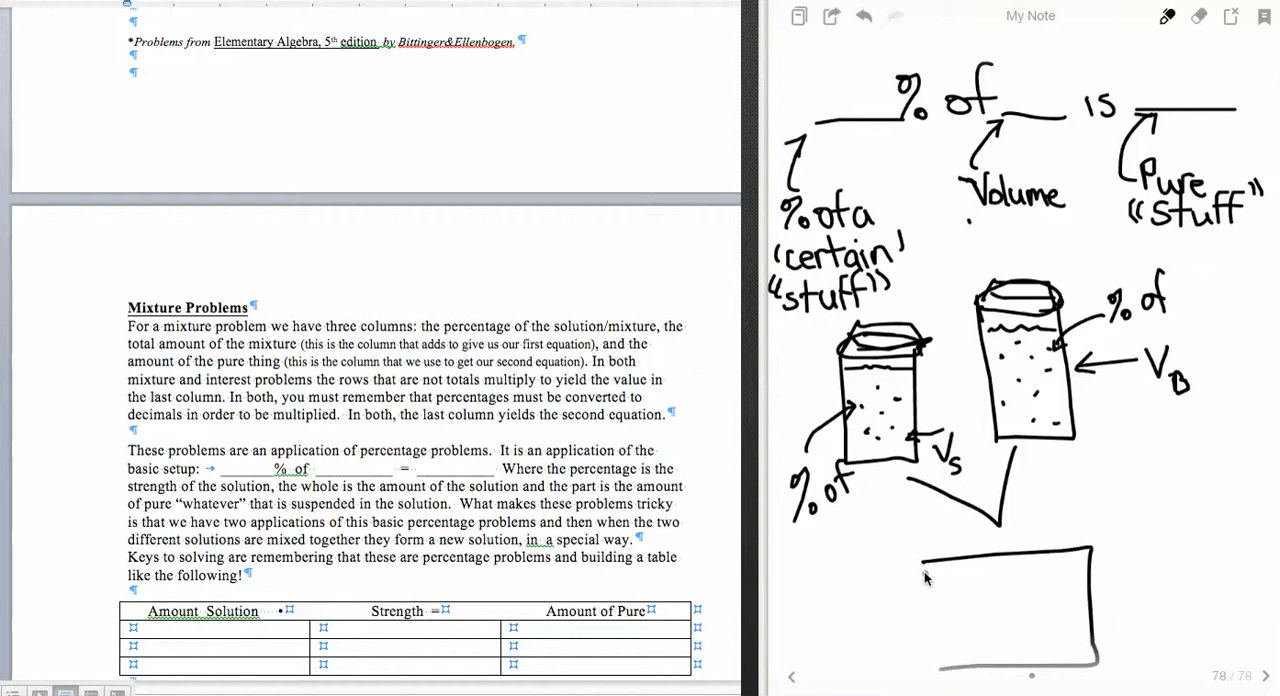 *Problems from Elementary Algebra, 5th edition, by Bittinger&Ellenbogen.
Mixture Problems
For a mixture problem we have three columns: the percentage of the solution/mixture, the
total amount of the mixture (this is the column that adds to give us our first equation), and the
amount of the pure thing (this is the column that we use to get our second equation). In both
mixture and interest problems the rows that are not totals multiply to yield the value in
the last column. In both, you must remember that percentages must be converted to
decimals in order to be multiplied. In both, the last column yields the second equation.
These problems are an application of percentage problems. It is an application of the
basic setup: → ______% of ________ = ________ Where the percentage is the
strength of the solution, the whole is the amount of the solution and the part is the amount
of pure “whatever” that is suspended in the solution. What makes these problems tricky
is that we have two applications of this basic percentage problems and then when the two
different solutions are mixed together they form a new solution, in a special way.
Keys to solving are remembering that these are percentage problems and building a table
like the following!
Amount Solution • Strength = Amount of Pure
My Note
____% of ____ is ____
% of a
'certain'
"stuff"
Volume
Pure
"stuff"
% of
VB
VS
% of
78 / 78